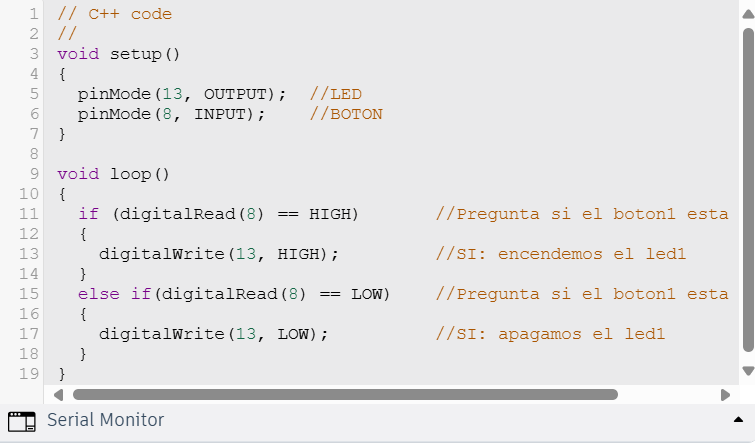 1 // C++ code
2 //
3 void setup()
4 {
5   pinMode(13, OUTPUT);  //LED
6   pinMode(8, INPUT);    //BOTON
7 }
8
9 void loop()
10 {
11   if (digitalRead(8) == HIGH)       //Pregunta si el boton1 esta
12   {
13     digitalWrite(13, HIGH);         //SI: encendemos el led1
14   }
15   else if(digitalRead(8) == LOW)    //Pregunta si el boton1 esta
16   {
17     digitalWrite(13, LOW);          //SI: apagamos el led1
18   }
19 }
Serial Monitor